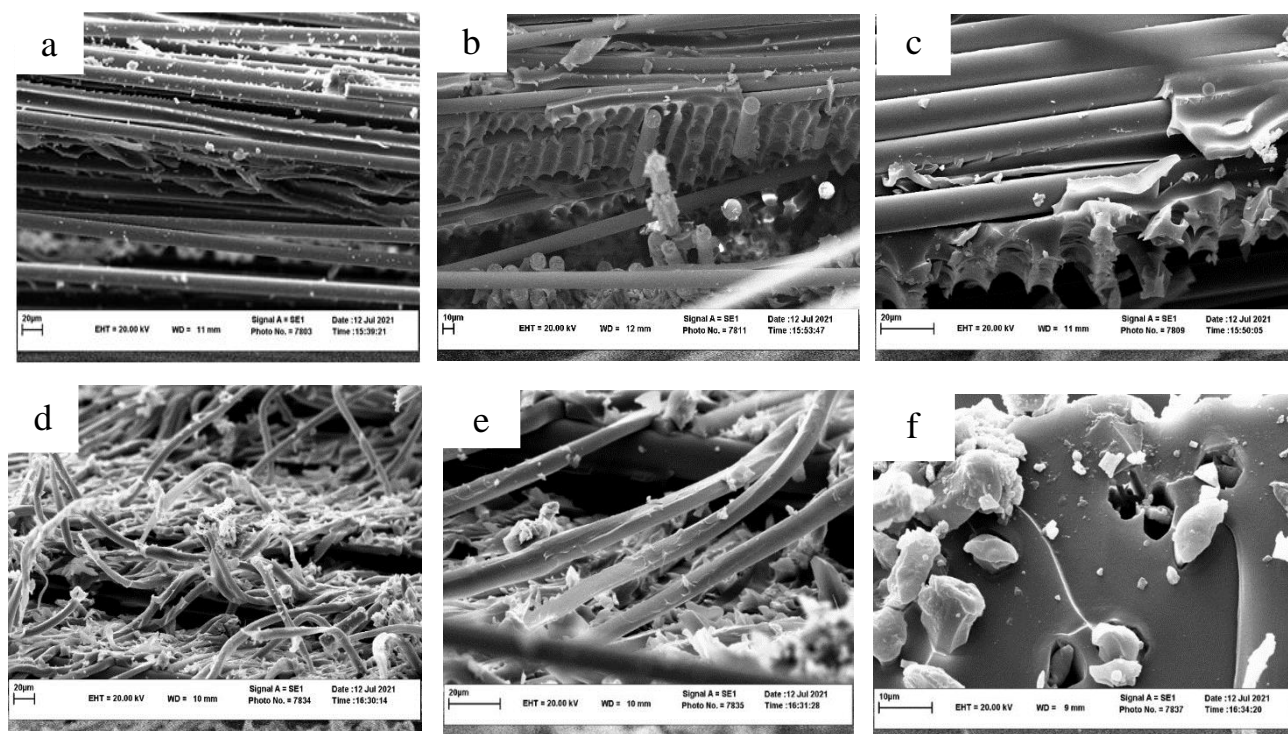 a
20µm
EHT = 20.00 kV
WD = 11 mm
Signal A = SE1
Photo No. = 7803
Date :12 Jul 2021
Time :15:39:21
b
10µm
EHT = 20.00 kV
WD = 12 mm
Signal A = SE1
Photo No. = 7811
Date :12 Jul 2021
Time :15:53:47
c
20µm
EHT = 20.00 kV
WD = 11 mm
Signal A = SE1
Photo No. = 7809
Date :12 Jul 2021
Time :15:50:05
d
20µm
EHT = 20.00 kV
WD = 10 mm
Signal A = SE1
Photo No. = 7834
Date :12 Jul 2021
Time :16:30:14
e
20µm
EHT = 20.00 kV
WD = 10 mm
Signal A = SE1
Photo No. = 7835
Date :12 Jul 2021
Time :16:31:28
f
10µm
EHT = 20.00 kV
WD = 9 mm
Signal A = SE1
Photo No. = 7837
Date :12 Jul 2021
Time :16:34:20